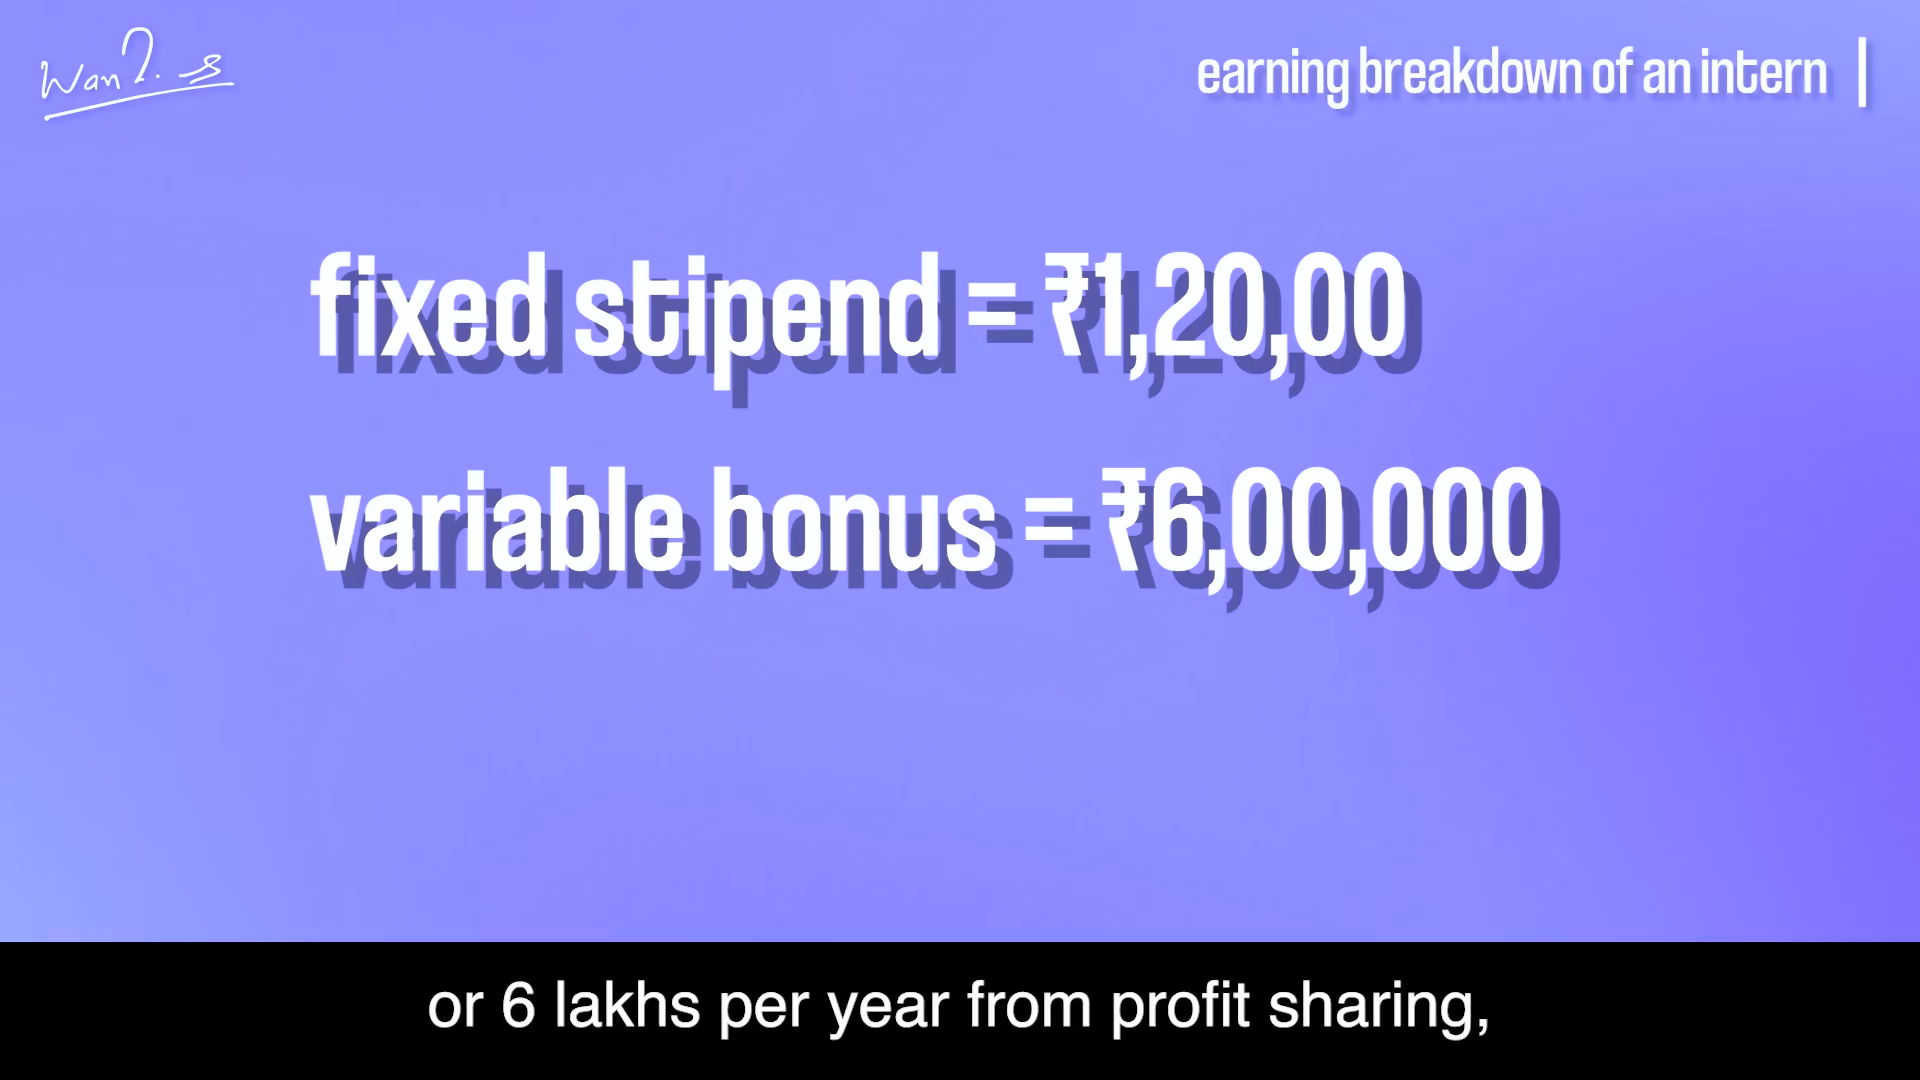 Wan?.
earning breakdown of an intern
fixed stipend = ₹1,20,00
variable bonus = ₹6,00,000
or 6 lakhs per year from profit sharing,